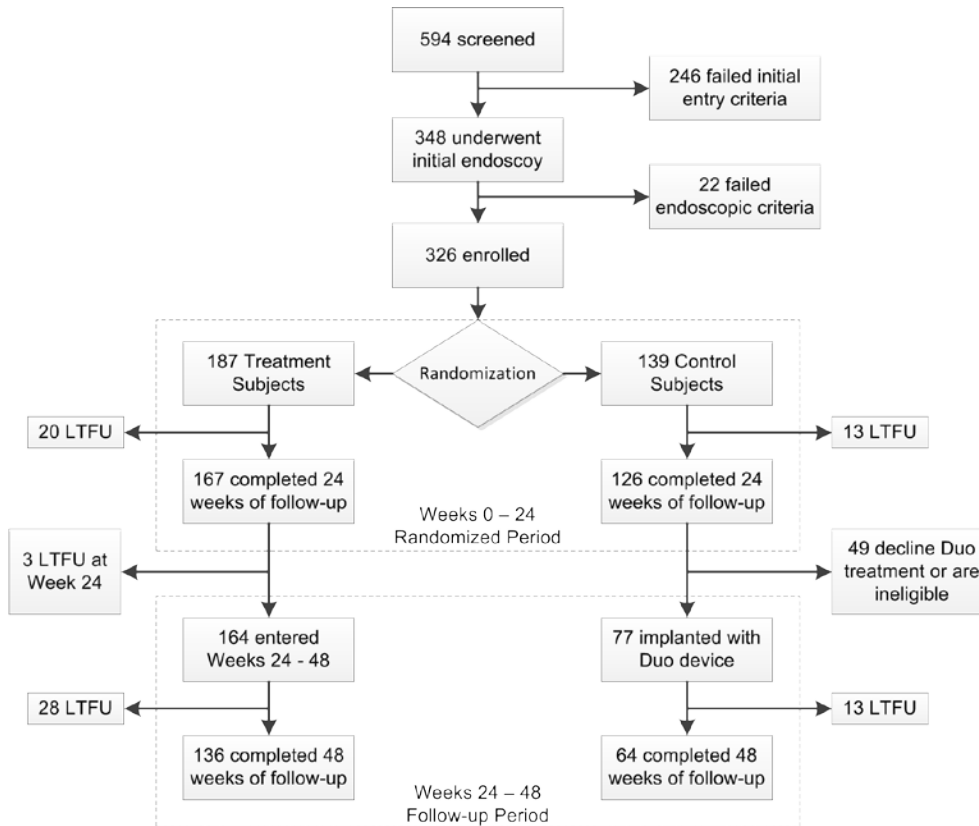 594 screened
246 failed initial
entry criteria
348 underwent
initial endoscoy
22 failed
endoscopic criteria
326 enrolled
187 Treatment
Subjects
Randomization
139 Control
Subjects
20 LTFU
13 LTFU
167 completed 24
weeks of follow-up
126 completed 24
weeks of follow-up
Weeks 0 – 24
Randomized Period
3 LTFU at
Week 24
49 decline Duo
treatment or are
ineligible
164 entered
Weeks 24 - 48
77 implanted with
Duo device
28 LTFU
13 LTFU
136 completed 48
weeks of follow-up
64 completed 48
weeks of follow-up
Weeks 24 – 48
Follow-up Period